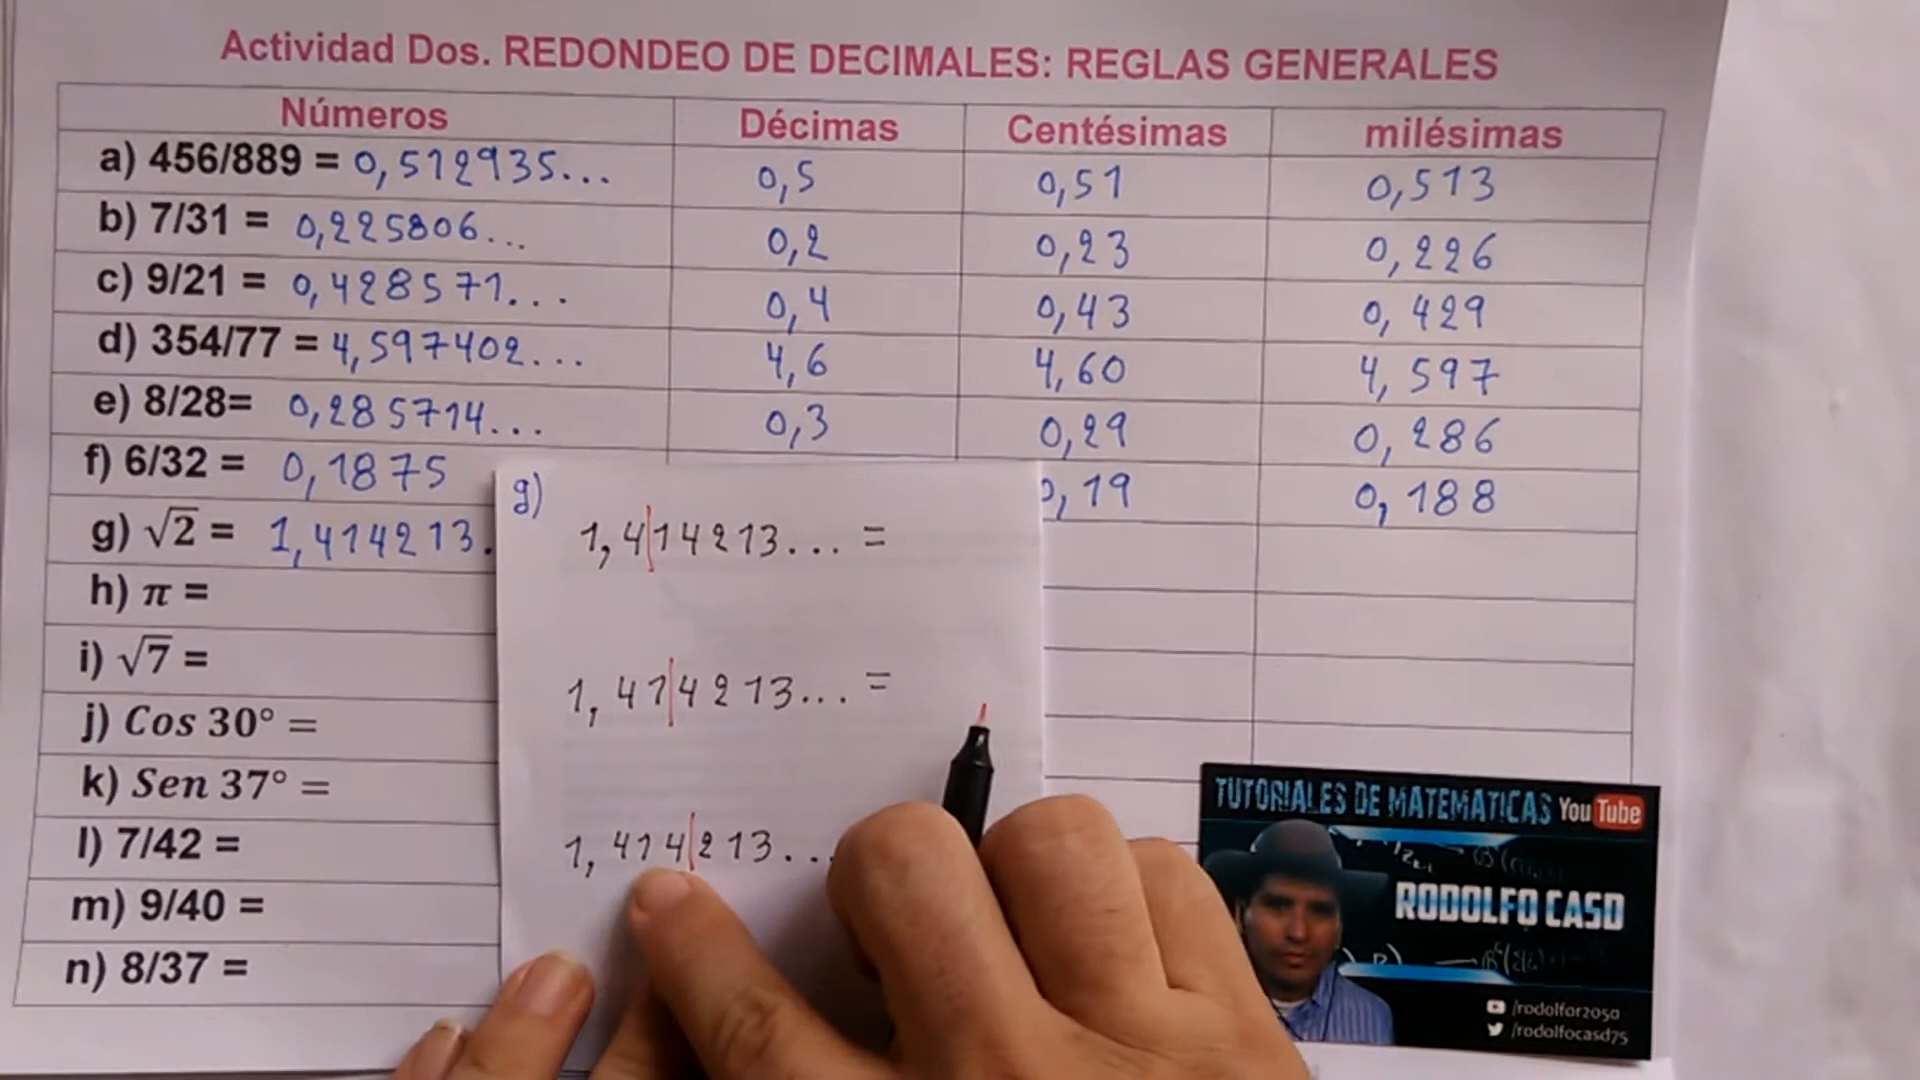 Actividad Dos. REDONDEO DE DECIMALES: REGLAS GENERALES
Números Décimas Centésimas milésimas
a) 456/889 = 0,512935... 0,5 0,51 0,513
b) 7/31 = 0,225806... 0,2 0,23 0,226
c) 9/21 = 0,428571... 0,4 0,43 0,429
d) 354/77 = 4,597402... 4,6 4,60 4,597
e) 8/28= 0,285714... 0,3 0,29 0,286
f) 6/32 = 0,1875 0,19 0,188
g) √2 = 1,414213.
h) π =
i) √7 =
j) Cos 30° =
k) Sen 37° =
l) 7/42 =
m) 9/40 =
n) 8/37 =
g)
1,4|14213... =
1,41|4213... =
1,414|213...
TUTORIALES DE MATEMATICAS YouTube
RODOLFO CASD
/rodolfor2050
/rodolfocasd75